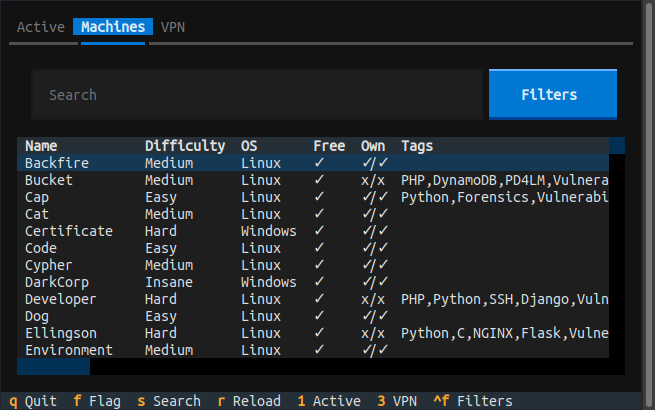 Active Machines VPN
Search Filters
Name Difficulty OS Free Own Tags
Backfire Medium Linux ✓ ✓/✓
Bucket Medium Linux ✓ x/x PHP,DynamoDB,PD4LM,Vulnera
Cap Easy Linux ✓ ✓/✓ Python,Forensics,Vulnerabi
Cat Medium Linux ✓ ✓/✓
Certificate Hard Windows ✓ ✓/✓
Code Easy Linux ✓ ✓/✓
Cypher Medium Linux ✓ ✓/✓
DarkCorp Insane Windows ✓ ✓/✓
Developer Hard Linux ✓ x/x PHP,Python,SSH,Django,Vuln
Dog Easy Linux ✓ ✓/✓
Ellingson Hard Linux ✓ x/x Python,C,NGINX,Flask,Vulne
Environment Medium Linux ✓ ✓/✓
q Quit f Flag s Search r Reload 1 Active 3 VPN ^f Filters